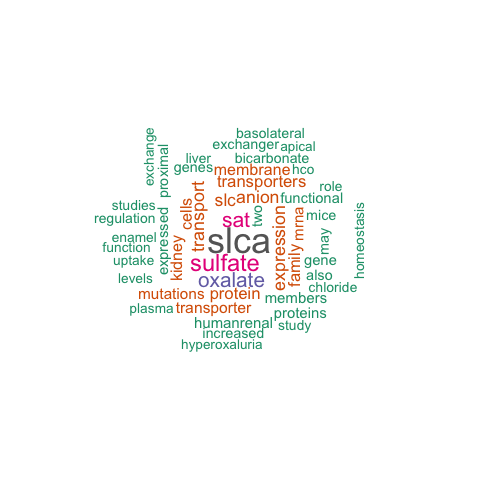 basolateral
exchanger apical
exchange
liver bicarbonate
genes membrane hco
proximal
transporters role
slc anion functional
studies cells transport
regulation sat two mice
expressed mrna
enamel slca may
function kidney expression family homeostasis
uptake sulfate gene
levels oxalate also
chloride
mutations protein members
plasma transporter proteins
human renal study
increased
hyperoxaluria